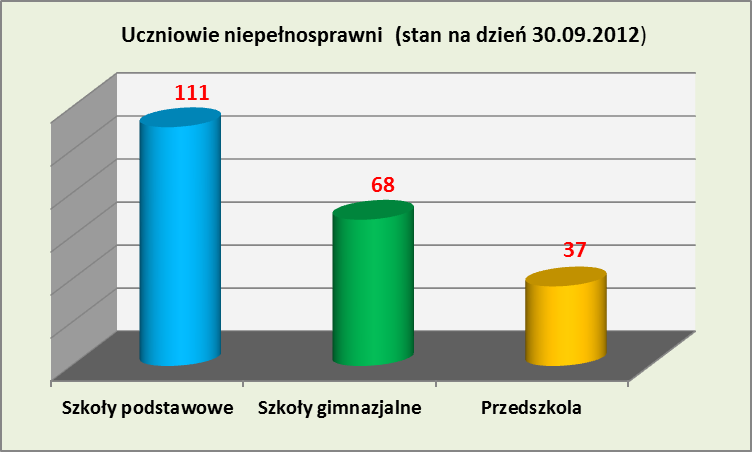 Uczniowie niepełnosprawni (stan na dzień 30.09.2012)
111
68
37
Szkoły podstawowe
Szkoły gimnazjalne
Przedszkola